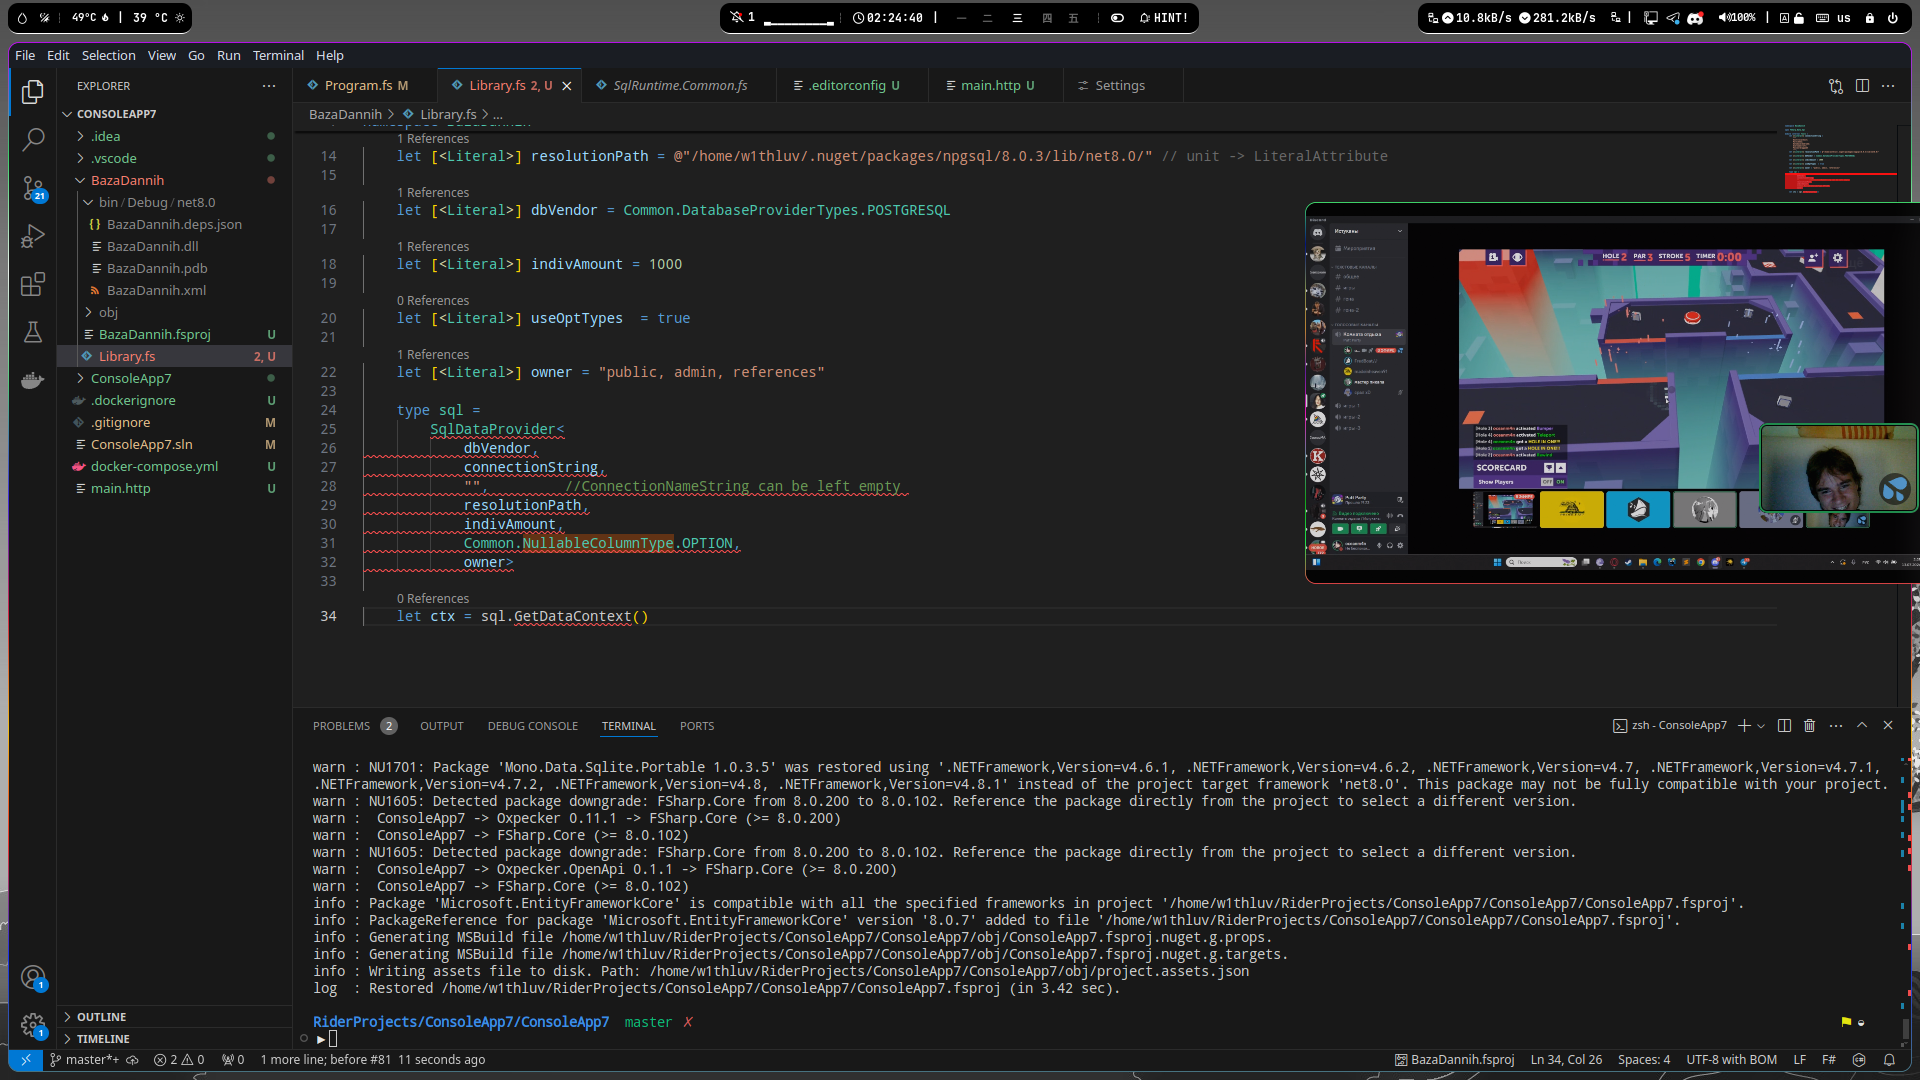 49°C | 39 °C
1 02:24:40 | 一 二 三 四 五 HINT!
10.8kB/s 281.2kB/s | 100% | A us
File Edit Selection View Go Run Terminal Help
EXPLORER
Program.fs M
Library.fs 2, U
SqlRuntime.Common.fs
.editorconfig U
main.http U
Settings
CONSOLEAPP7
.idea
.vscode
BazaDannih
bin / Debug / net8.0
BazaDannih.deps.json
BazaDannih.dll
BazaDannih.pdb
BazaDannih.xml
obj
BazaDannih.fsproj U
Library.fs 2, U
ConsoleApp7
.dockerignore U
.gitignore M
ConsoleApp7.sln M
docker-compose.yml U
main.http U
21
1
1
OUTLINE
TIMELINE
BazaDannih > Library.fs > ...
1 References
14 let [<Literal>] resolutionPath = @"/home/w1thluv/.nuget/packages/npgsql/8.0.3/lib/net8.0/" // unit -> LiteralAttribute
15
1 References
16 let [<Literal>] dbVendor = Common.DatabaseProviderTypes.POSTGRESQL
17
1 References
18 let [<Literal>] indivAmount = 1000
19
0 References
20 let [<Literal>] useOptTypes  = true
21
1 References
22 let [<Literal>] owner = "public, admin, references"
23
24 type sql =
25 SqlDataProvider<
26 dbVendor,
27 connectionString,
28 "", //ConnectionNameString can be left empty
29 resolutionPath,
30 indivAmount,
31 Common.NullableColumnType.OPTION,
32 owner>
33
0 References
34 let ctx = sql.GetDataContext()
HOLE 2 PAR 3 STROKE 5 TIMER 0:00
SCORECARD
Show Players OFF ON
PROBLEMS 2 OUTPUT DEBUG CONSOLE TERMINAL PORTS
zsh - ConsoleApp7
warn : NU1701: Package 'Mono.Data.Sqlite.Portable 1.0.3.5' was restored using '.NETFramework,Version=v4.6.1, .NETFramework,Version=v4.6.2, .NETFramework,Version=v4.7, .NETFramework,Version=v4.7.1,
.NETFramework,Version=v4.7.2, .NETFramework,Version=v4.8, .NETFramework,Version=v4.8.1' instead of the project target framework 'net8.0'. This package may not be fully compatible with your project.
warn : NU1605: Detected package downgrade: FSharp.Core from 8.0.200 to 8.0.102. Reference the package directly from the project to select a different version.
warn :  ConsoleApp7 -> Oxpecker 0.11.1 -> FSharp.Core (>= 8.0.200)
warn :  ConsoleApp7 -> FSharp.Core (>= 8.0.102)
warn : NU1605: Detected package downgrade: FSharp.Core from 8.0.200 to 8.0.102. Reference the package directly from the project to select a different version.
warn :  ConsoleApp7 -> Oxpecker.OpenApi 0.1.1 -> FSharp.Core (>= 8.0.200)
warn :  ConsoleApp7 -> FSharp.Core (>= 8.0.102)
info : Package 'Microsoft.EntityFrameworkCore' is compatible with all the specified frameworks in project '/home/w1thluv/RiderProjects/ConsoleApp7/ConsoleApp7/ConsoleApp7.fsproj'.
info : PackageReference for package 'Microsoft.EntityFrameworkCore' version '8.0.7' added to file '/home/w1thluv/RiderProjects/ConsoleApp7/ConsoleApp7/ConsoleApp7.fsproj'.
info : Generating MSBuild file /home/w1thluv/RiderProjects/ConsoleApp7/ConsoleApp7/obj/ConsoleApp7.fsproj.nuget.g.props.
info : Generating MSBuild file /home/w1thluv/RiderProjects/ConsoleApp7/ConsoleApp7/obj/ConsoleApp7.fsproj.nuget.g.targets.
info : Writing assets file to disk. Path: /home/w1thluv/RiderProjects/ConsoleApp7/ConsoleApp7/obj/project.assets.json
log  : Restored /home/w1thluv/RiderProjects/ConsoleApp7/ConsoleApp7/ConsoleApp7.fsproj (in 3.42 sec).
RiderProjects/ConsoleApp7/ConsoleApp7 master X
master*+ 2 0 0 1 more line; before #81 11 seconds ago
BazaDannih.fsproj Ln 34, Col 26 Spaces: 4 UTF-8 with BOM LF F#